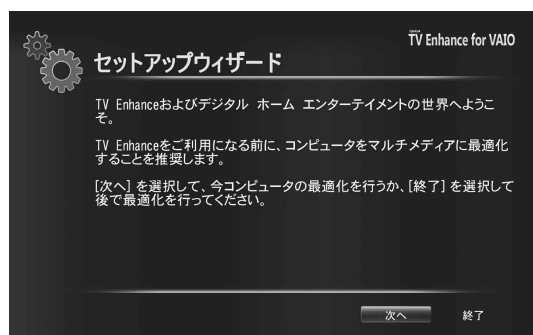 TV Enhance for VAIO
セットアップウィザード
TV Enhanceおよびデジタル ホーム エンターテイメントの世界へようこ
そ。
TV Enhanceをご利用になる前に、コンピュータをマルチメディアに最適化
することを推奨します。
[次へ] を選択して、今コンピュータの最適化を行うか、[終了] を選択して
後で最適化を行ってください。
次へ 終了